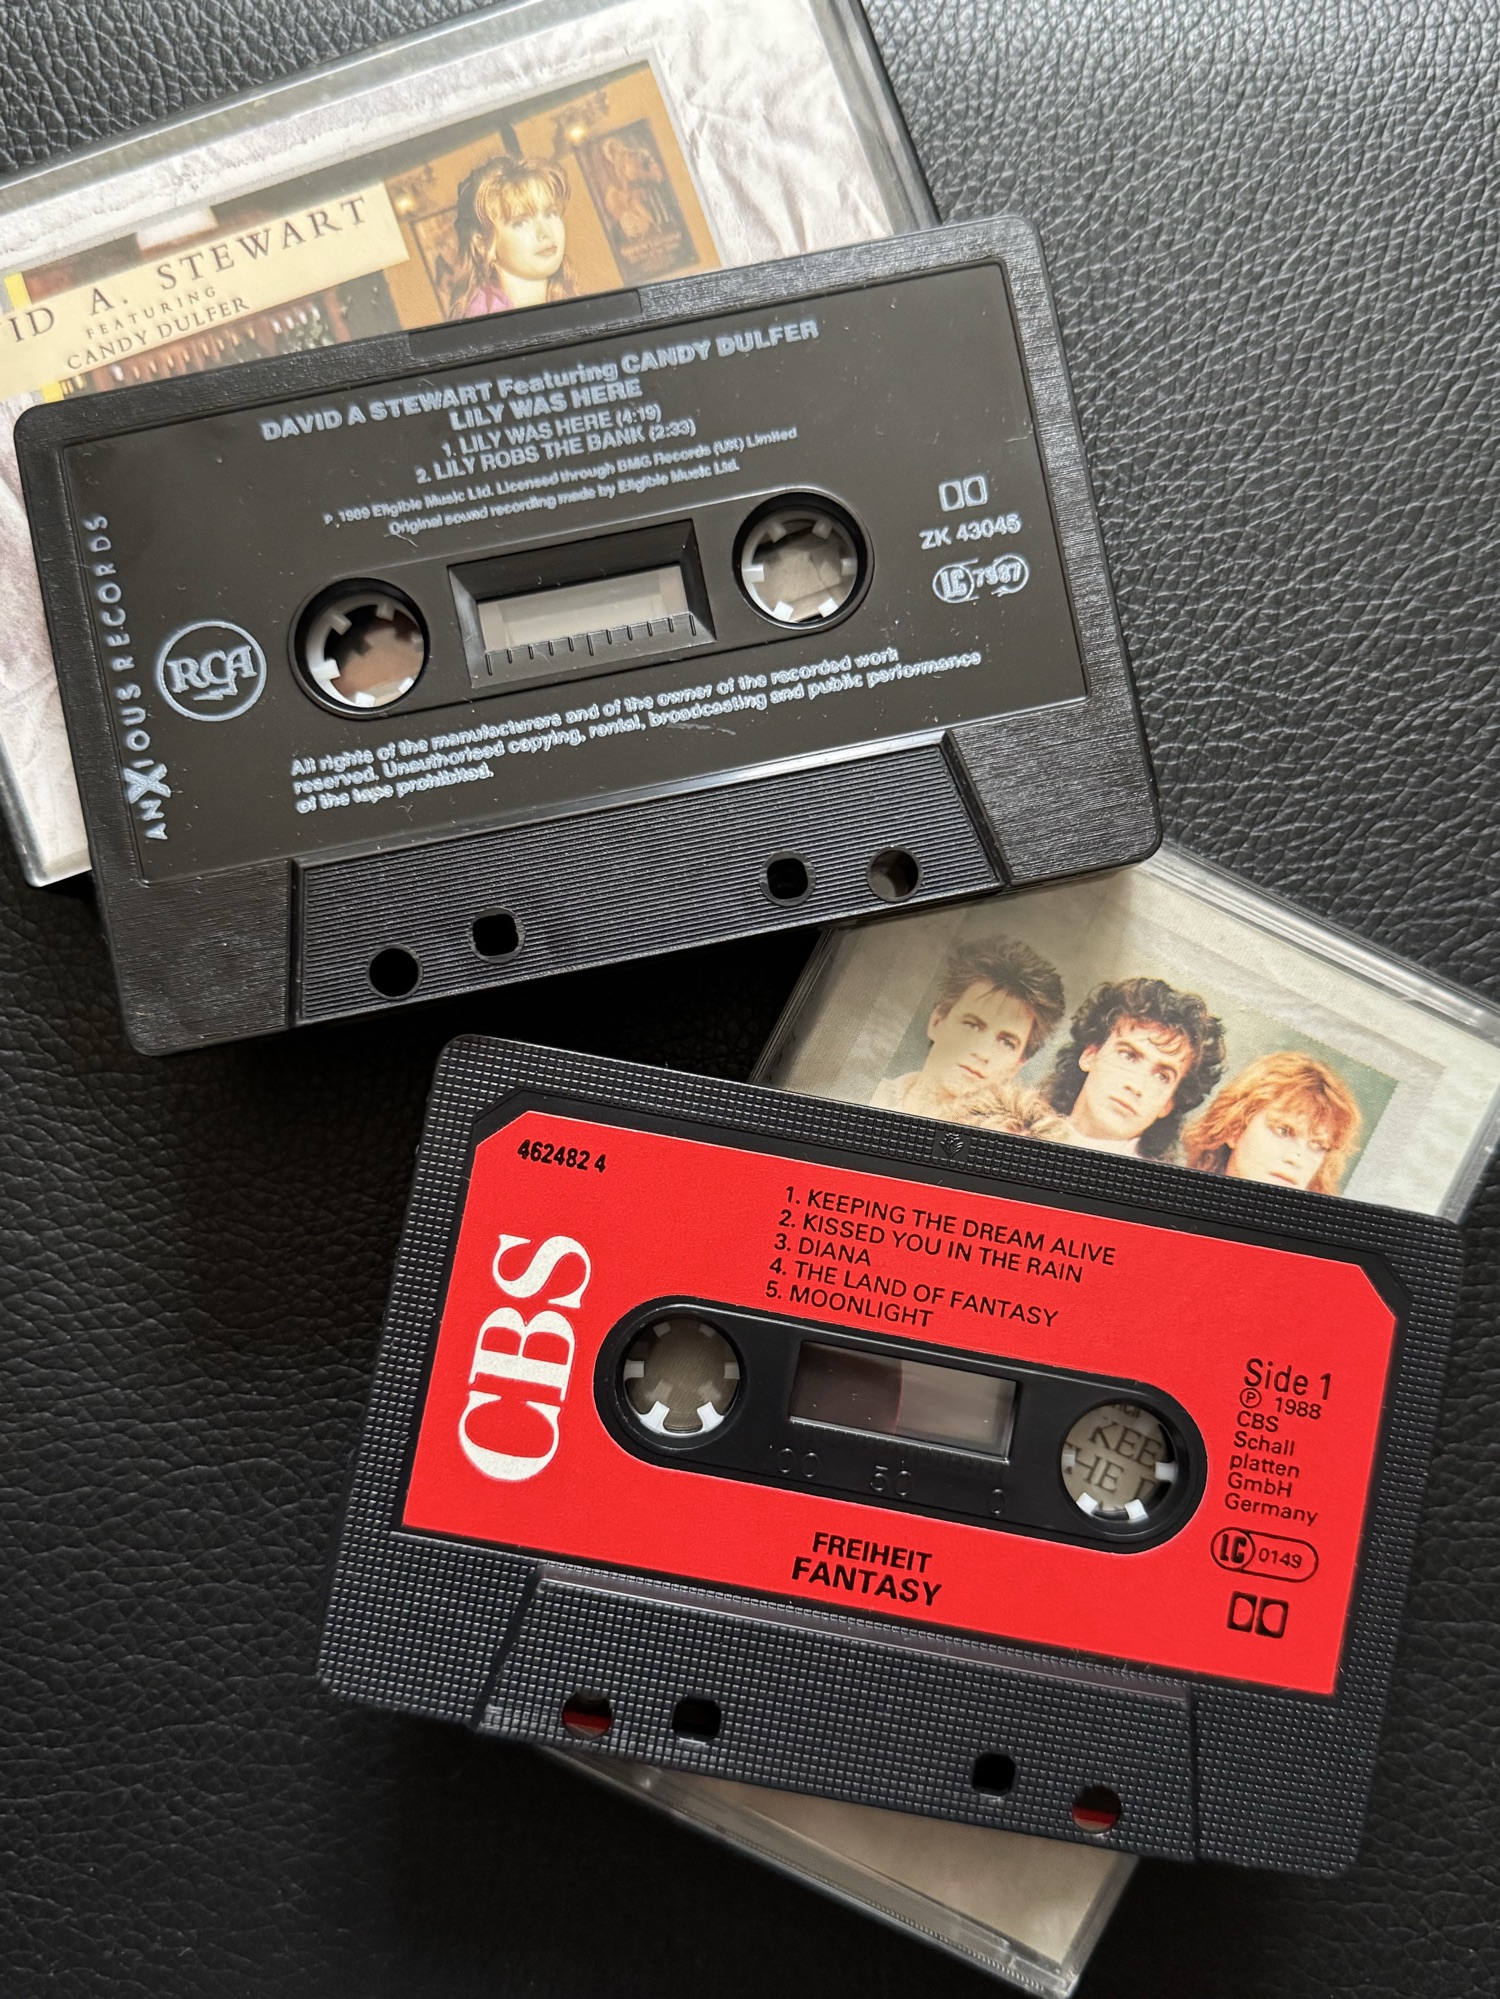 VID A. STEWART
FEATURING
CANDY DULFER
DAVID A STEWART Featuring CANDY DULFER
LILY WAS HERE
1. LILY WAS HERE (4:19)
2. LILY ROBS THE BANK (2:33)
P. 1989 Eligible Music Ltd. Licensed through BMG Records (UK) Limited
Original sound recording made by Eligible Music Ltd.
ANXIOUS RECORDS
RCA
ZK 43045
LC 7987
All rights of the manufacturers and of the owner of the recorded work
reserved. Unauthorised copying, rental, broadcasting and public performance
of the tape prohibited.
462482 4
CBS
1. KEEPING THE DREAM ALIVE
2. KISSED YOU IN THE RAIN
3. DIANA
4. THE LAND OF FANTASY
5. MOONLIGHT
Side 1
℗ 1988
CBS
Schall
platten
GmbH
Germany
LC 0149
100 50 0
KEE
HE
FREIHEIT
FANTASY